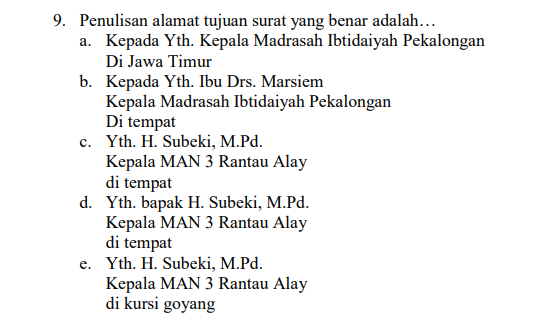 9. Penulisan alamat tujuan surat yang benar adalah…
a. Kepada Yth. Kepala Madrasah Ibtidaiyah Pekalongan
Di Jawa Timur
b. Kepada Yth. Ibu Drs. Marsiem
Kepala Madrasah Ibtidaiyah Pekalongan
Di tempat
c. Yth. H. Subeki, M.Pd.
Kepala MAN 3 Rantau Alay
di tempat
d. Yth. bapak H. Subeki, M.Pd.
Kepala MAN 3 Rantau Alay
di tempat
e. Yth. H. Subeki, M.Pd.
Kepala MAN 3 Rantau Alay
di kursi goyang